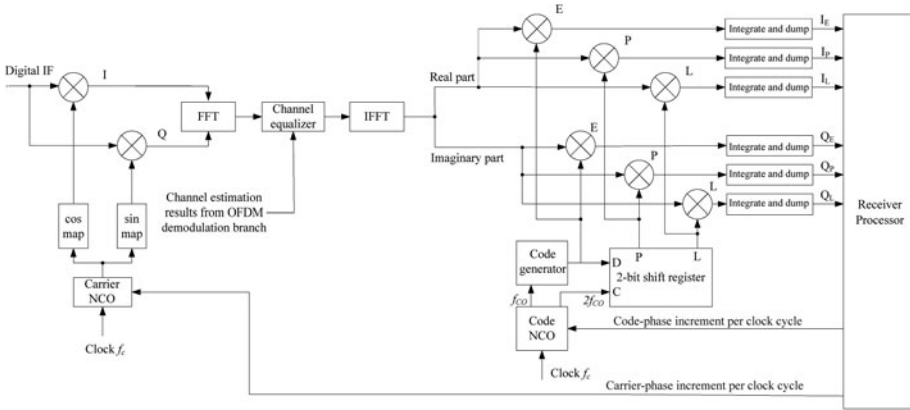 E
Integrate and dump
I_E
P
Integrate and dump
I_P
Digital IF
I
Real part
L
Integrate and dump
I_L
FFT
Channel
equalizer
IFFT
Q
E
Integrate and dump
Q_E
Imaginary part
P
Integrate and dump
Q_P
L
Integrate and dump
Q_L
Receiver
Processor
Channel estimation
results from OFDM
demodulation branch
cos
map
sin
map
Code
generator
D
P
L
2-bit shift register
C
Carrier
NCO
f_CO
2f_CO
Code
NCO
Code-phase increment per clock cycle
Clock f_c
Clock f_c
Carrier-phase increment per clock cycle